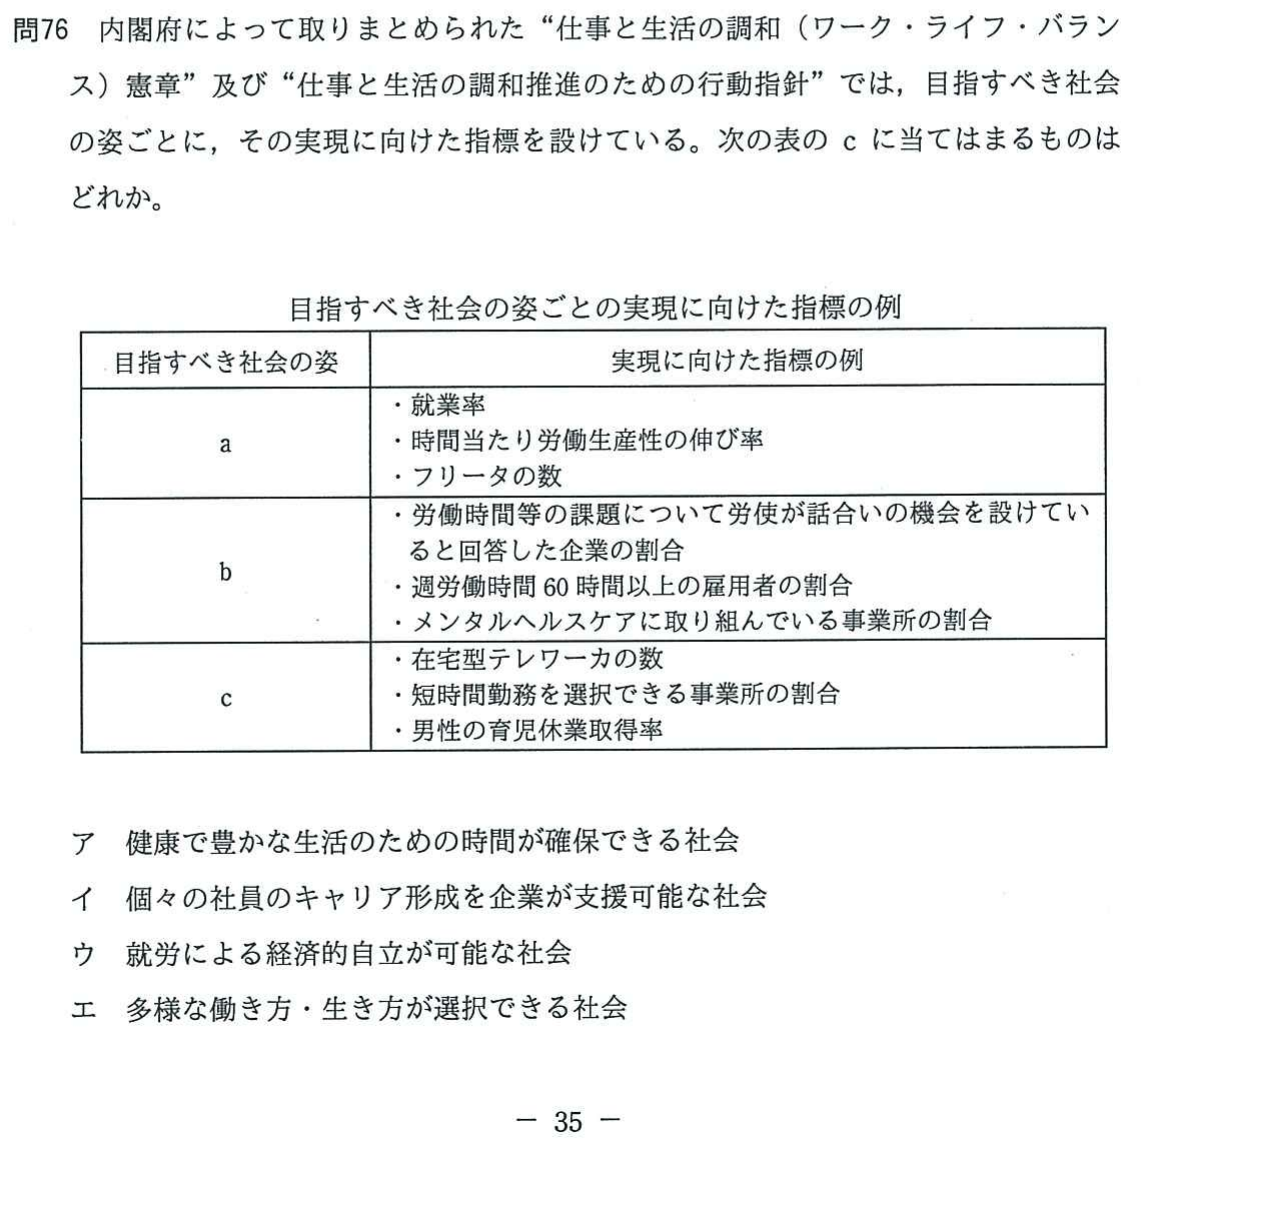 問76 内閣府によって取りまとめられた“仕事と生活の調和（ワーク・ライフ・バラン
ス）憲章”及び“仕事と生活の調和推進のための行動指針”では，目指すべき社会
の姿ごとに，その実現に向けた指標を設けている。次の表の c に当てはまるものは
どれか。
目指すべき社会の姿ごとの実現に向けた指標の例
目指すべき社会の姿 実現に向けた指標の例
a
・就業率
・時間当たり労働生産性の伸び率
・フリータの数
b
・労働時間等の課題について労使が話合いの機会を設けてい
ると回答した企業の割合
・週労働時間 60 時間以上の雇用者の割合
・メンタルヘルスケアに取り組んでいる事業所の割合
c
・在宅型テレワーカの数
・短時間勤務を選択できる事業所の割合
・男性の育児休業取得率
ア 健康で豊かな生活のための時間が確保できる社会
イ 個々の社員のキャリア形成を企業が支援可能な社会
ウ 就労による経済的自立が可能な社会
エ 多様な働き方・生き方が選択できる社会
－ 35 －